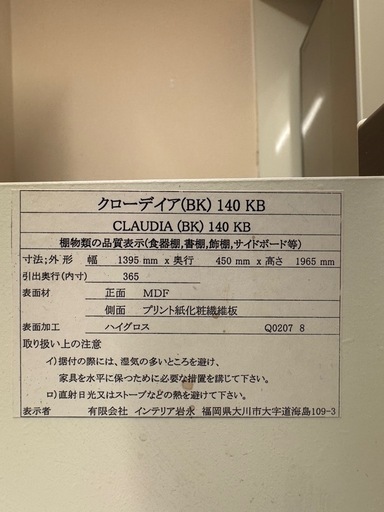 クローデイア(BK) 140 KB
CLAUDIA (BK) 140 KB
棚物類の品質表示(食器棚,書棚,飾棚,サイドボード等)
寸法;外形 幅 1395 mm x 奥行 450 mm x 高さ 1965 mm
引出奥行(内寸) 365
表面材 正面 MDF
側面 プリント紙化粧繊維板
表面加工 ハイグロス Q0207 8
取り扱い上の注意
イ)据付の際には、湿気の多いところを避け、
家具を水平に保つために必要な措置を講じて下さい。
ロ)直射日光又はストーブなどの熱を避けて下さい。
表示者 有限会社 インテリア岩永 福岡県大川市大字道海島109-3